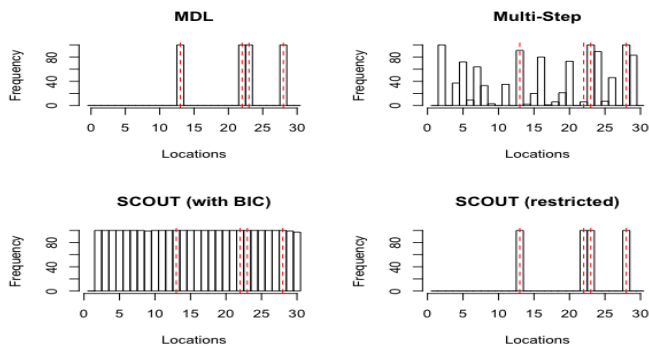 MDL
Frequency
0 40 80
0 5 10 15 20 25 30
Locations
Multi-Step
Frequency
0 40 80
0 5 10 15 20 25 30
Locations
SCOUT (with BIC)
Frequency
0 40 80
0 5 10 15 20 25 30
Locations
SCOUT (restricted)
Frequency
0 40 80
0 5 10 15 20 25 30
Locations